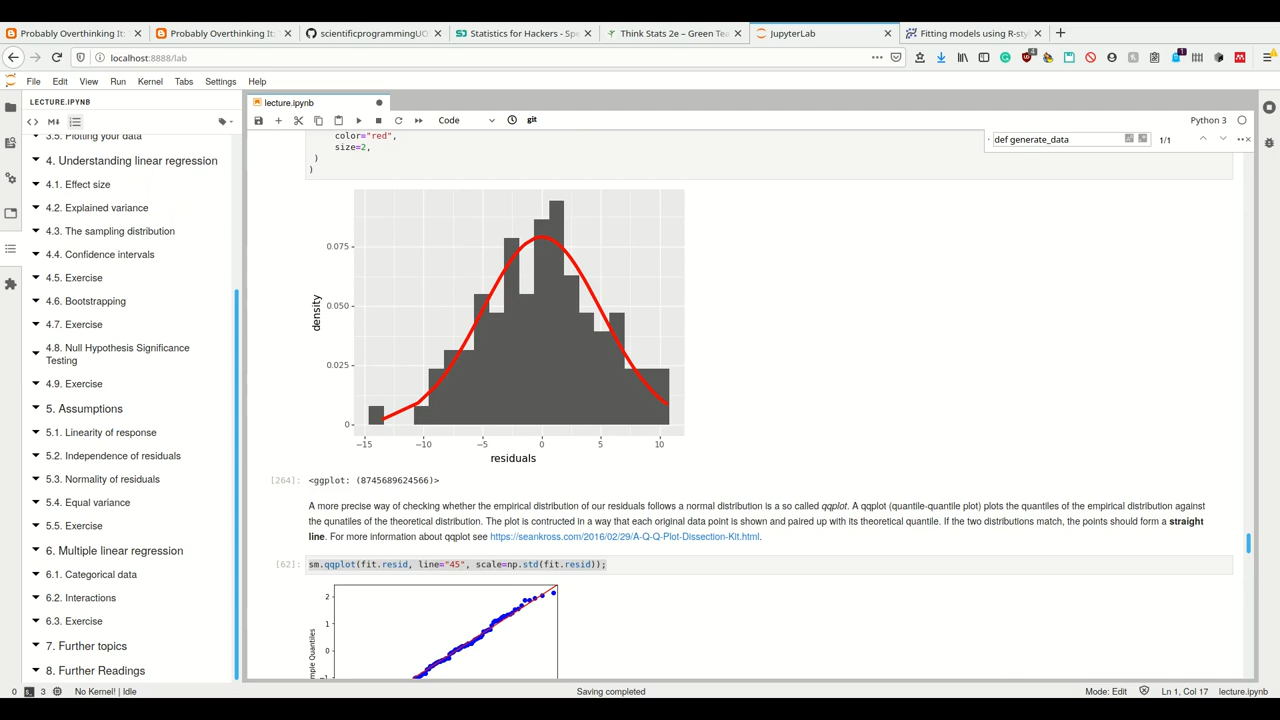 Probably Overthinking It:
Probably Overthinking It:
scientificprogrammingUO
Statistics for Hackers - Spe
Think Stats 2e – Green Tea
JupyterLab
Fitting models using R-sty
localhost:8888/lab
File Edit View Run Kernel Tabs Settings Help
LECTURE.IPYNB
lecture.ipynb
Code
git
Python 3
def generate_data
1/1
3.5. Plotting your data
4. Understanding linear regression
4.1. Effect size
4.2. Explained variance
4.3. The sampling distribution
4.4. Confidence intervals
4.5. Exercise
4.6. Bootstrapping
4.7. Exercise
4.8. Null Hypothesis Significance
Testing
4.9. Exercise
5. Assumptions
5.1. Linearity of response
5.2. Independence of residuals
5.3. Normality of residuals
5.4. Equal variance
5.5. Exercise
6. Multiple linear regression
6.1. Categorical data
6.2. Interactions
6.3. Exercise
7. Further topics
8. Further Readings
color="red",
size=2,
)
)
density
0.075
0.050
0.025
0
−15 −10 −5 0 5 10
residuals
[264]: <ggplot: (8745689624566)>
A more precise way of checking whether the empirical distribution of our residuals follows a normal distribution is a so called qqplot. A qqplot (quantile-quantile plot) plots the quantiles of the empirical distribution against
the qunatiles of the theoretical distribution. The plot is contructed in a way that each original data point is shown and paired up with its theoretical quantile. If the two distributions match, the points should form a straight
line. For more information about qqplot see https://seankross.com/2016/02/29/A-Q-Q-Plot-Dissection-Kit.html.
[62]: sm.qqplot(fit.resid, line="45", scale=np.std(fit.resid));
2
1
0
−1
mple Quantiles
0 3 No Kernel! | Idle
Saving completed
Mode: Edit Ln 1, Col 17 lecture.ipynb